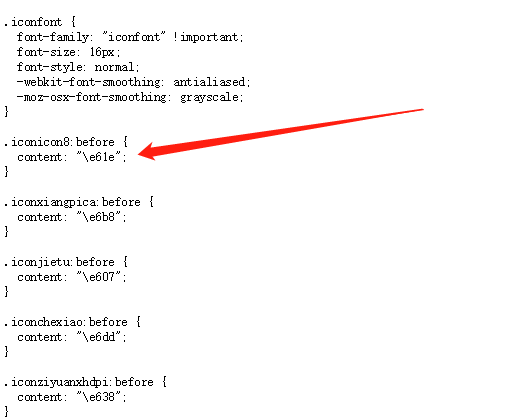 .iconfont {
  font-family: "iconfont" !important;
  font-size: 16px;
  font-style: normal;
  -webkit-font-smoothing: antialiased;
  -moz-osx-font-smoothing: grayscale;
}

.iconicon8:before {
  content: "\e61e";
}

.iconxiangpica:before {
  content: "\e6b8";
}

.iconjietu:before {
  content: "\e607";
}

.iconchexiao:before {
  content: "\e6dd";
}

.iconziyuanxhdpi:before {
  content: "\e638";
}